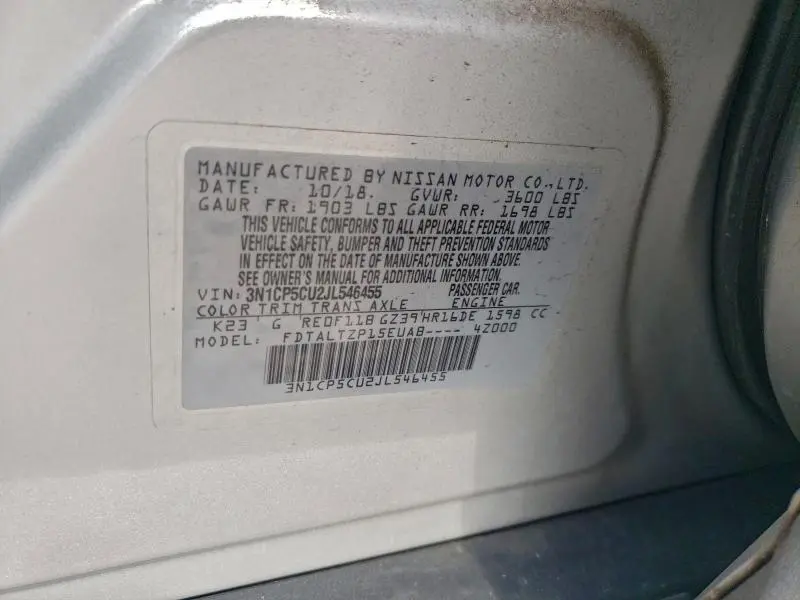 MANUFACTURED BY NISSAN MOTOR CO.,LTD.
DATE: 10/18. GVWR: 3600 LBS
GAWR FR: 1903 LBS GAWR RR: 1698 LBS
THIS VEHICLE CONFORMS TO ALL APPLICABLE FEDERAL MOTOR
VEHICLE SAFETY, BUMPER AND THEFT PREVENTION STANDARDS
IN EFFECT ON THE DATE OF MANUFACTURE SHOWN ABOVE.
SEE OWNER'S MANUAL FOR ADDITIONAL INFORMATION.
VIN: 3N1CP5CU2JL546455 PASSENGER CAR
COLOR TRIM TRANS AXLE ENGINE
K23 G RE0F11B GZ39 HR16DE 1598 CC
MODEL: FDTALTZP15EUAB---- 4Z000
3N1CP5CU2JL546455